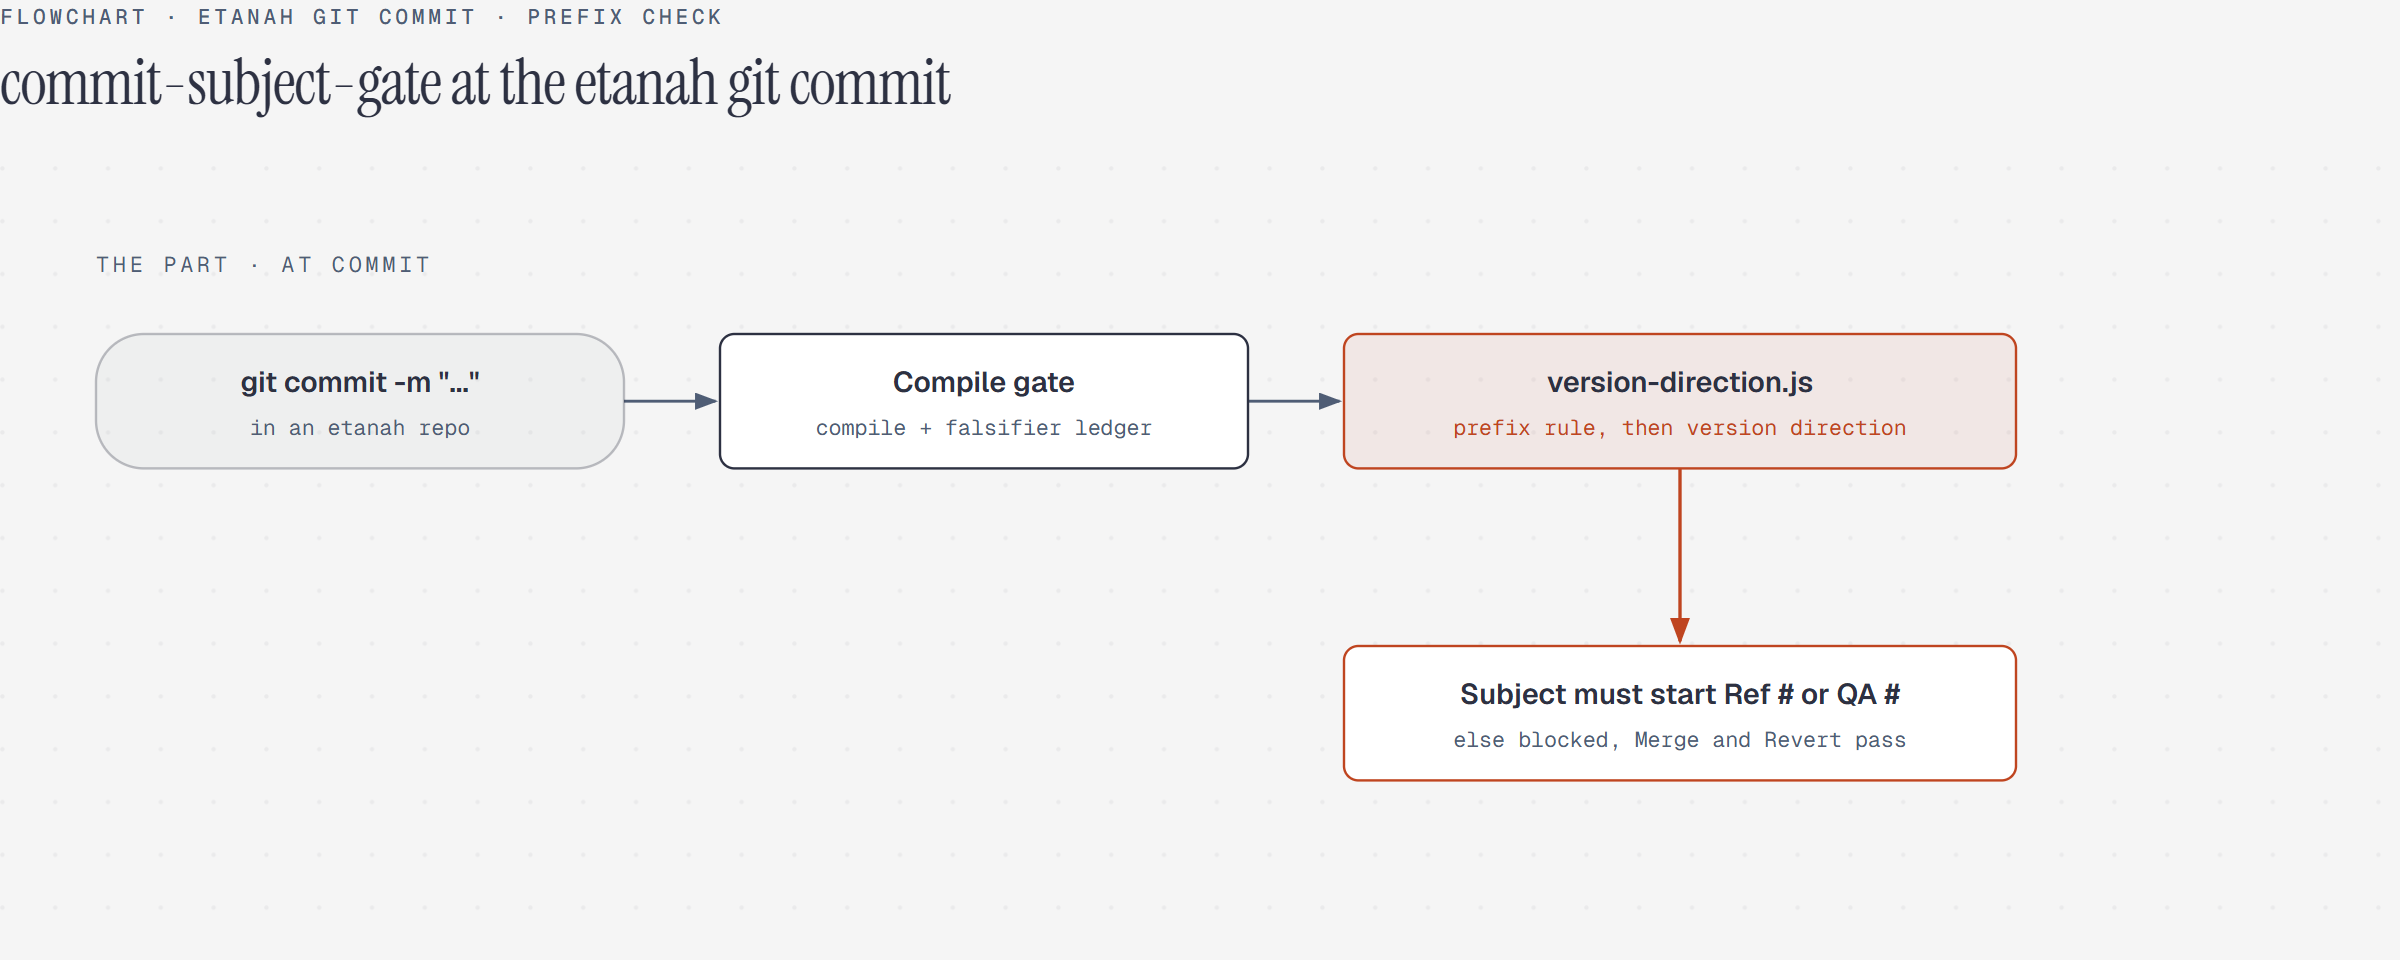 FLOWCHART · ETANAH GIT COMMIT · PREFIX CHECK
commit-subject-gate at the etanah git commit
THE PART · AT COMMIT
git commit -m "..."
in an etanah repo
Compile gate
compile + falsifier ledger
version-direction.js
prefix rule, then version direction
Subject must start Ref # or QA #
else blocked, Merge and Revert pass